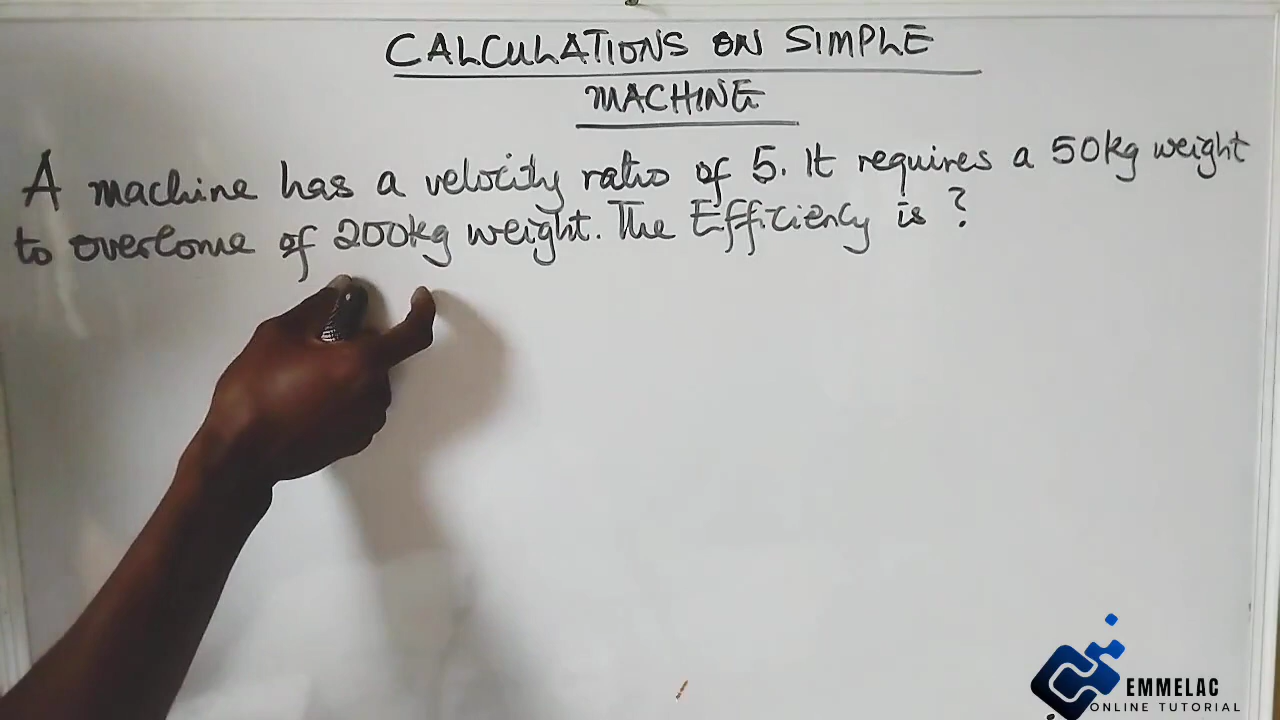 CALCULATIONS ON SIMPLE
MACHINE
A machine has a velocity ratio of 5. It requires a 50kg weight
to overcome of 200kg weight. The Efficiency is ?
EMMELAC
ONLINE TUTORIAL